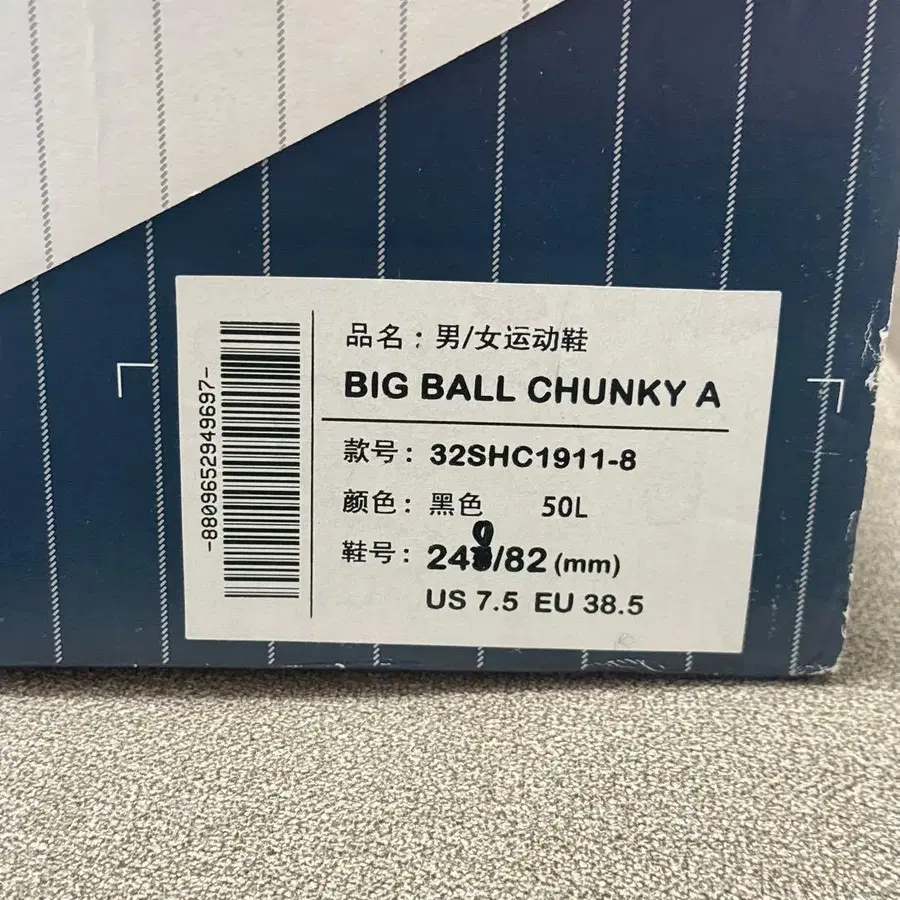 -8809652949697-
品名：男/女运动鞋
BIG BALL CHUNKY A
款号：32SHC1911-8
颜色：黑色 50L
鞋号：240/82 (mm)
US 7.5 EU 38.5